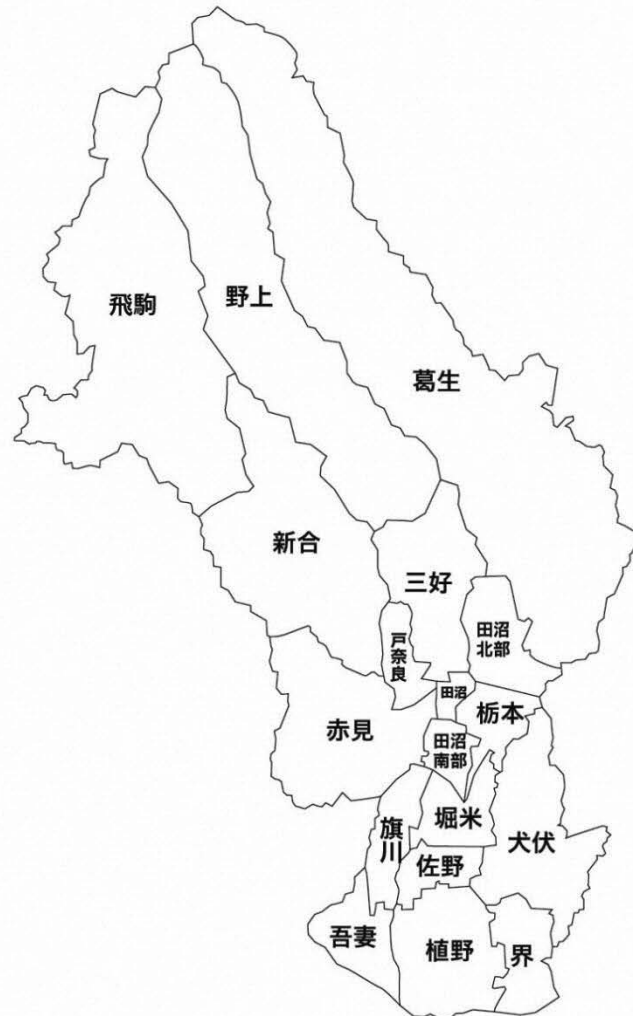 飛駒
野上
葛生
新合
三好
田沼
北部
戸奈良
田沼
栃本
赤見
田沼
南部
堀米
旗川
犬伏
佐野
吾妻
植野
界